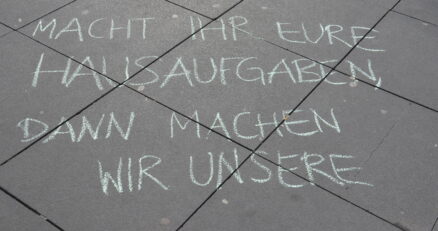 MACHT IHR EURE
HAUSAUFGABEN,
DANN MACHEN
WIR UNSERE